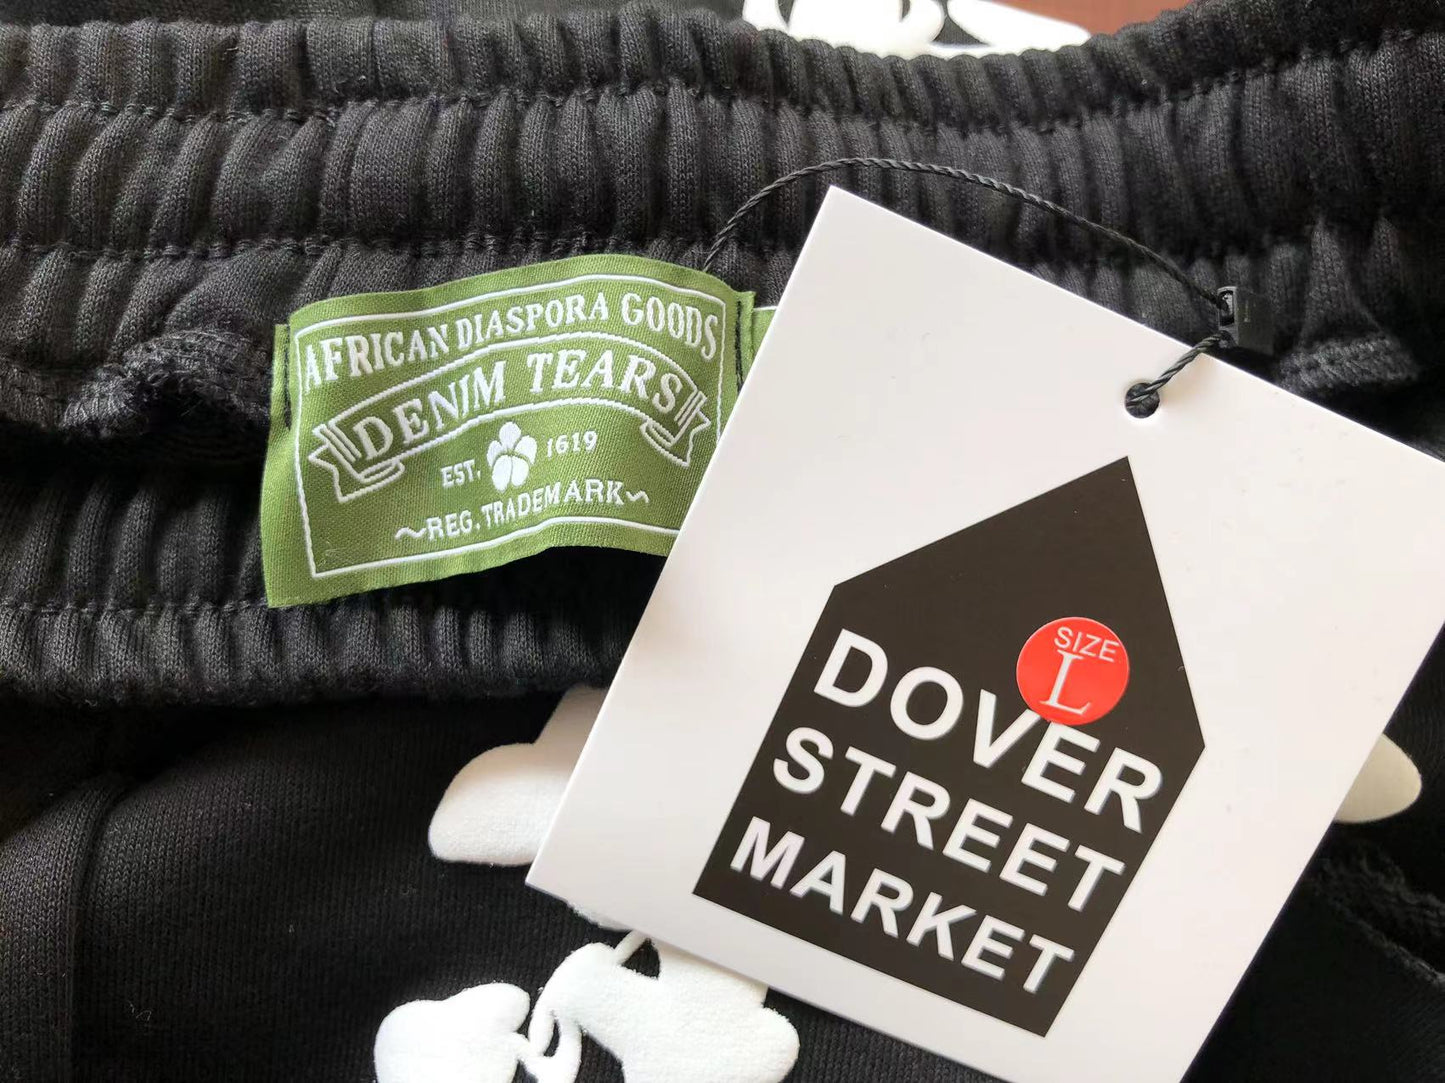 AFRICAN DIASPORA GOODS
DENIM TEARS
EST. 1619
~REG. TRADEMARK~
SIZE
L
DOVER
STREET
MARKET